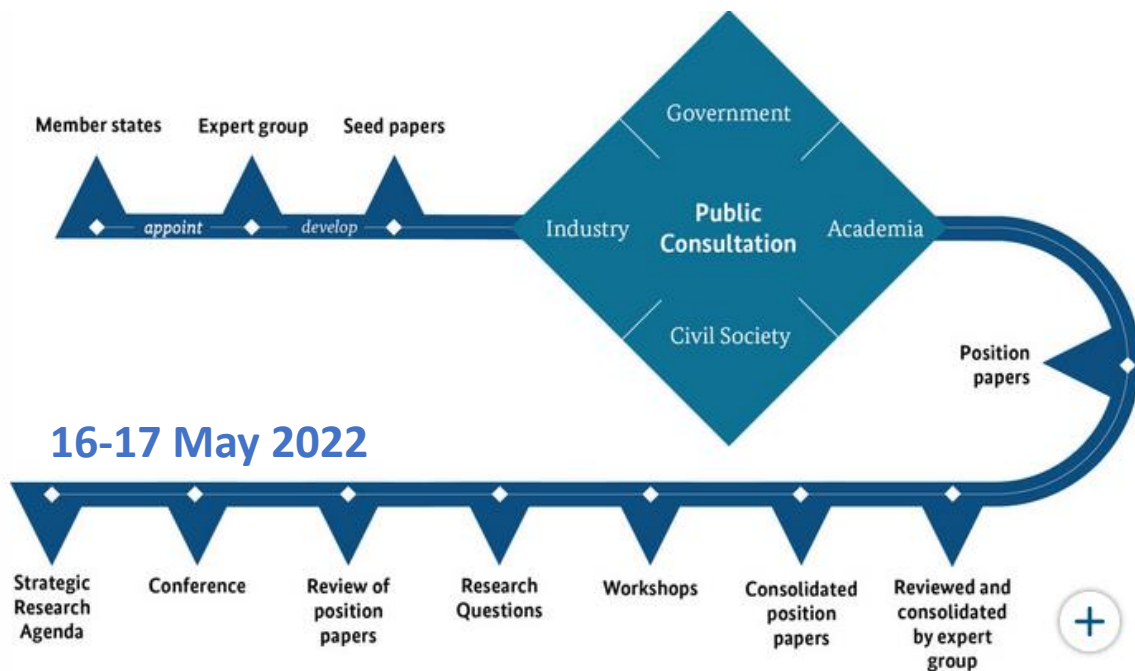 Member states
Expert group
Seed papers
appoint
develop
Government
Industry
Public
Consultation
Academia
Civil Society
Position
papers
16-17 May 2022
Strategic
Research
Agenda
Conference
Review of
position
papers
Research
Questions
Workshops
Consolidated
position
papers
Reviewed and
consolidated
by expert
group